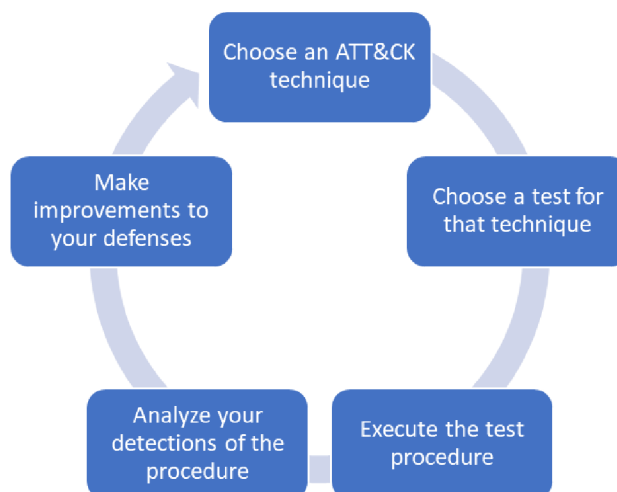 Choose an ATT&CK
technique
Choose a test for
that technique
Execute the test
procedure
Analyze your
detections of the
procedure
Make
improvements to
your defenses